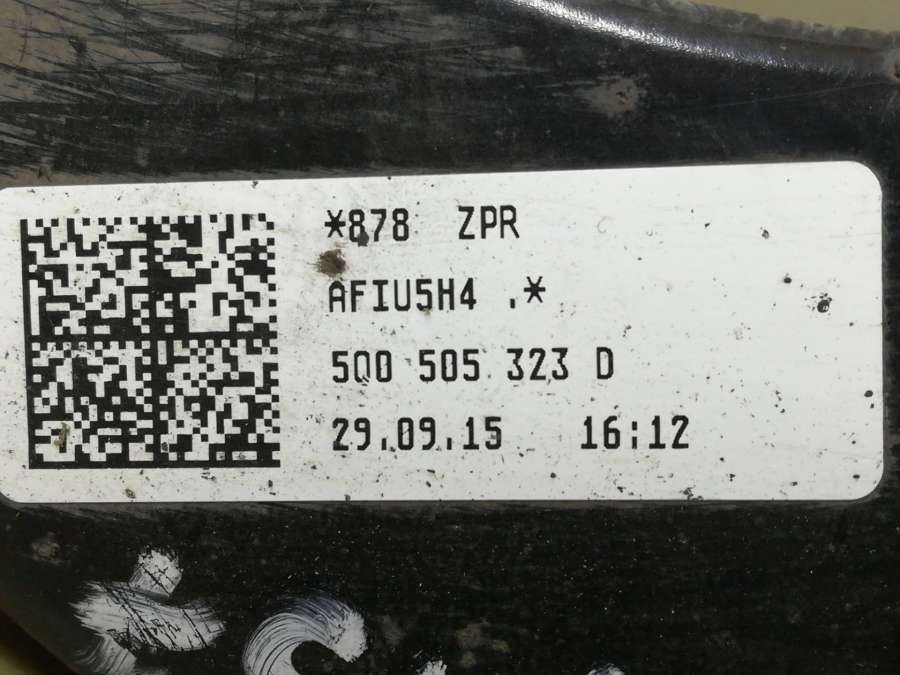 *878 ZPR
AFIU5H4 .*
5Q0 505 323 D
29.09.15 16:12